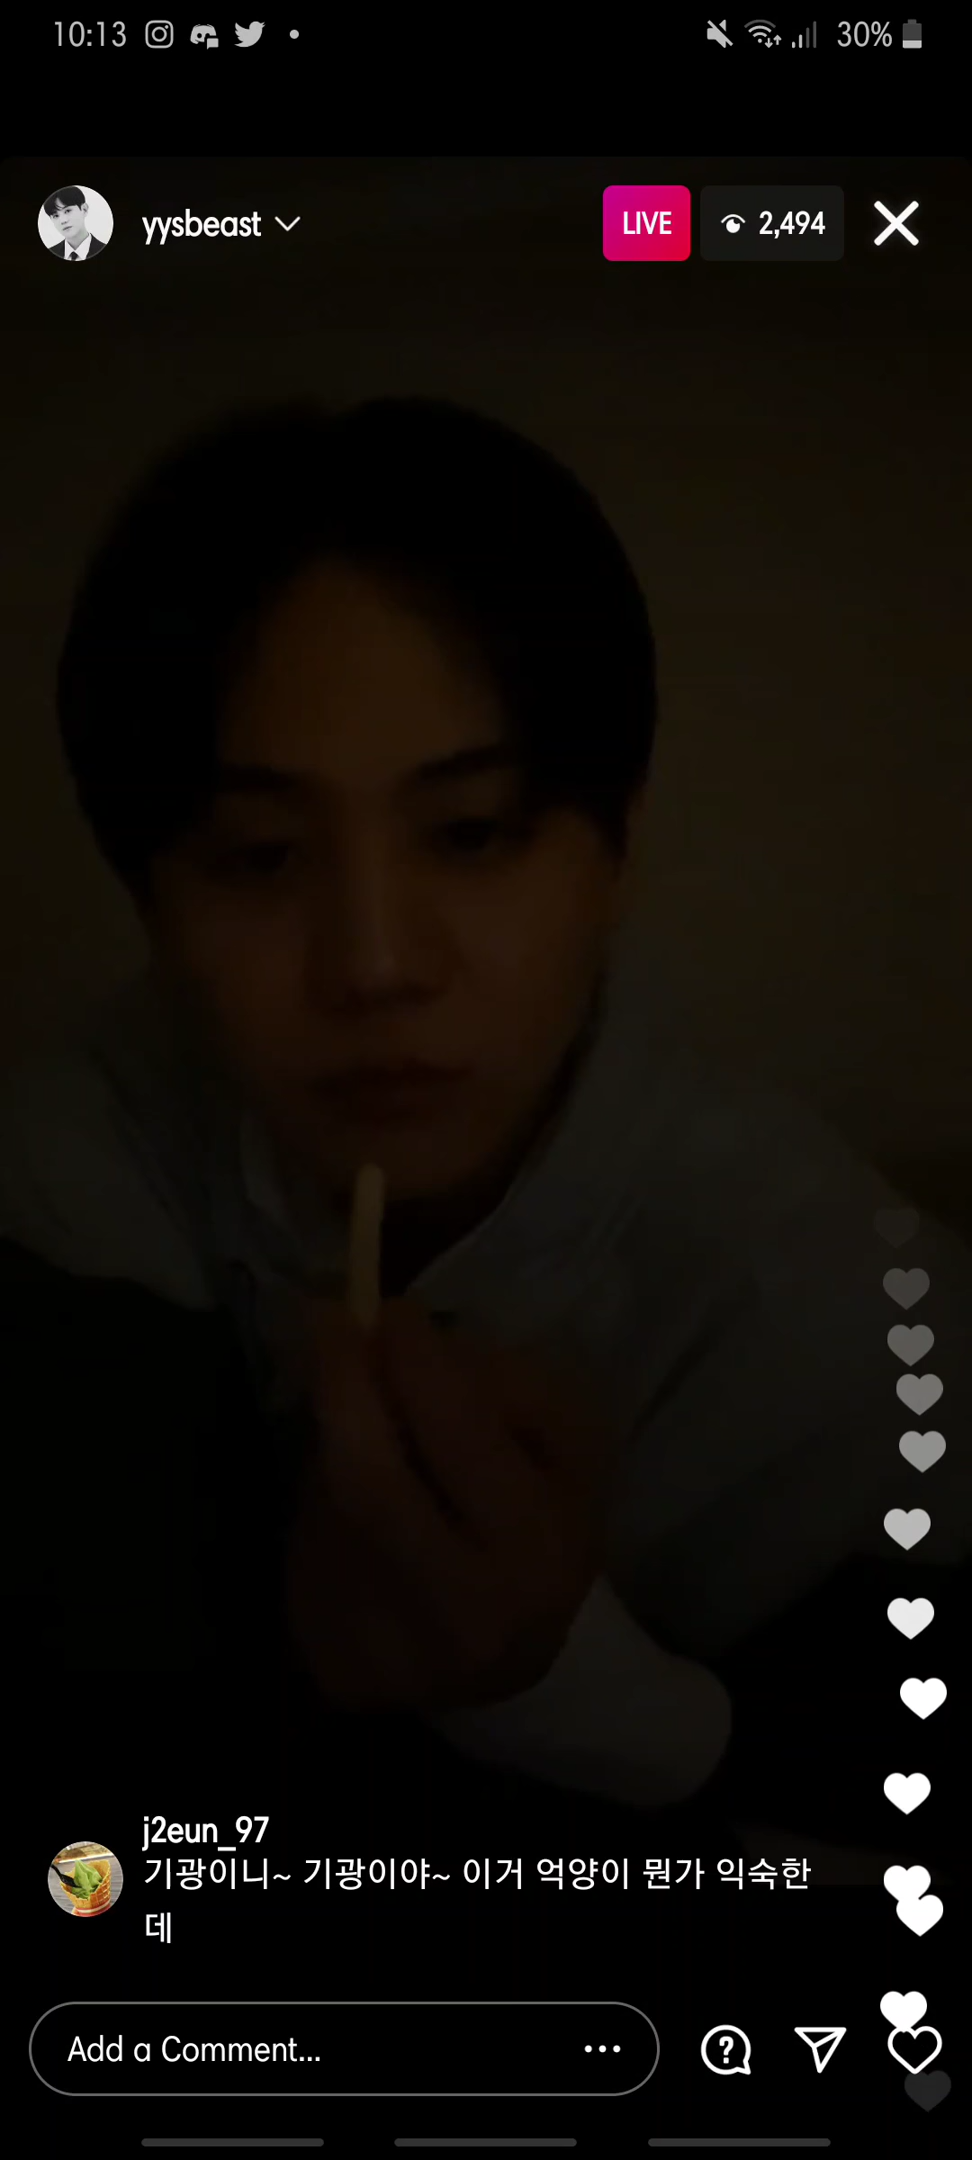 10:13
30%
yysbeast
LIVE
2,494
j2eun_97
기광이니~ 기광이야~ 이거 억양이 뭔가 익숙한
데
Add a Comment...